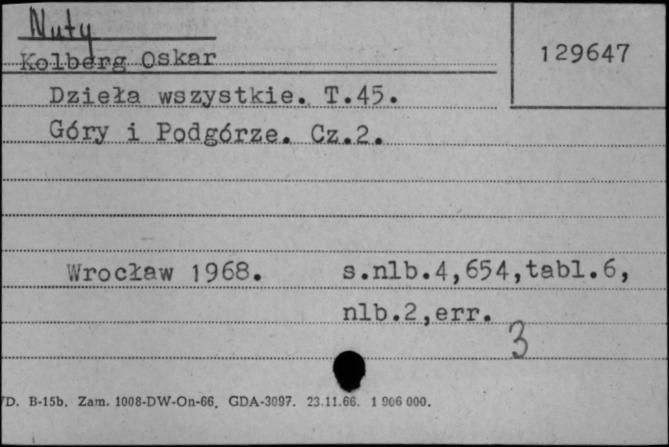 Nuty
Kolberg Oskar
129647
Dzieła wszystkie. T.45.
Góry i Podgórze. Cz.2.
Wrocław 1968. s.nlb.4,654,tabl.6,
nlb.2,err.
3
D. B-15b. Zam. 1008-DW-On-66. GDA-3097. 23.11.66. 1 906 000.